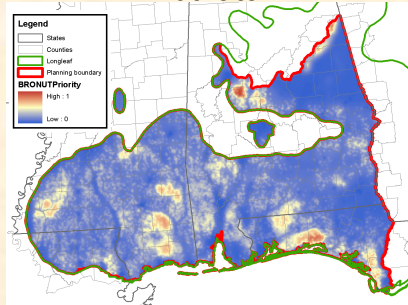 Legend
States
Counties
Longleaf
Planning boundary
BRONUTPriority
High : 1
Low : 0